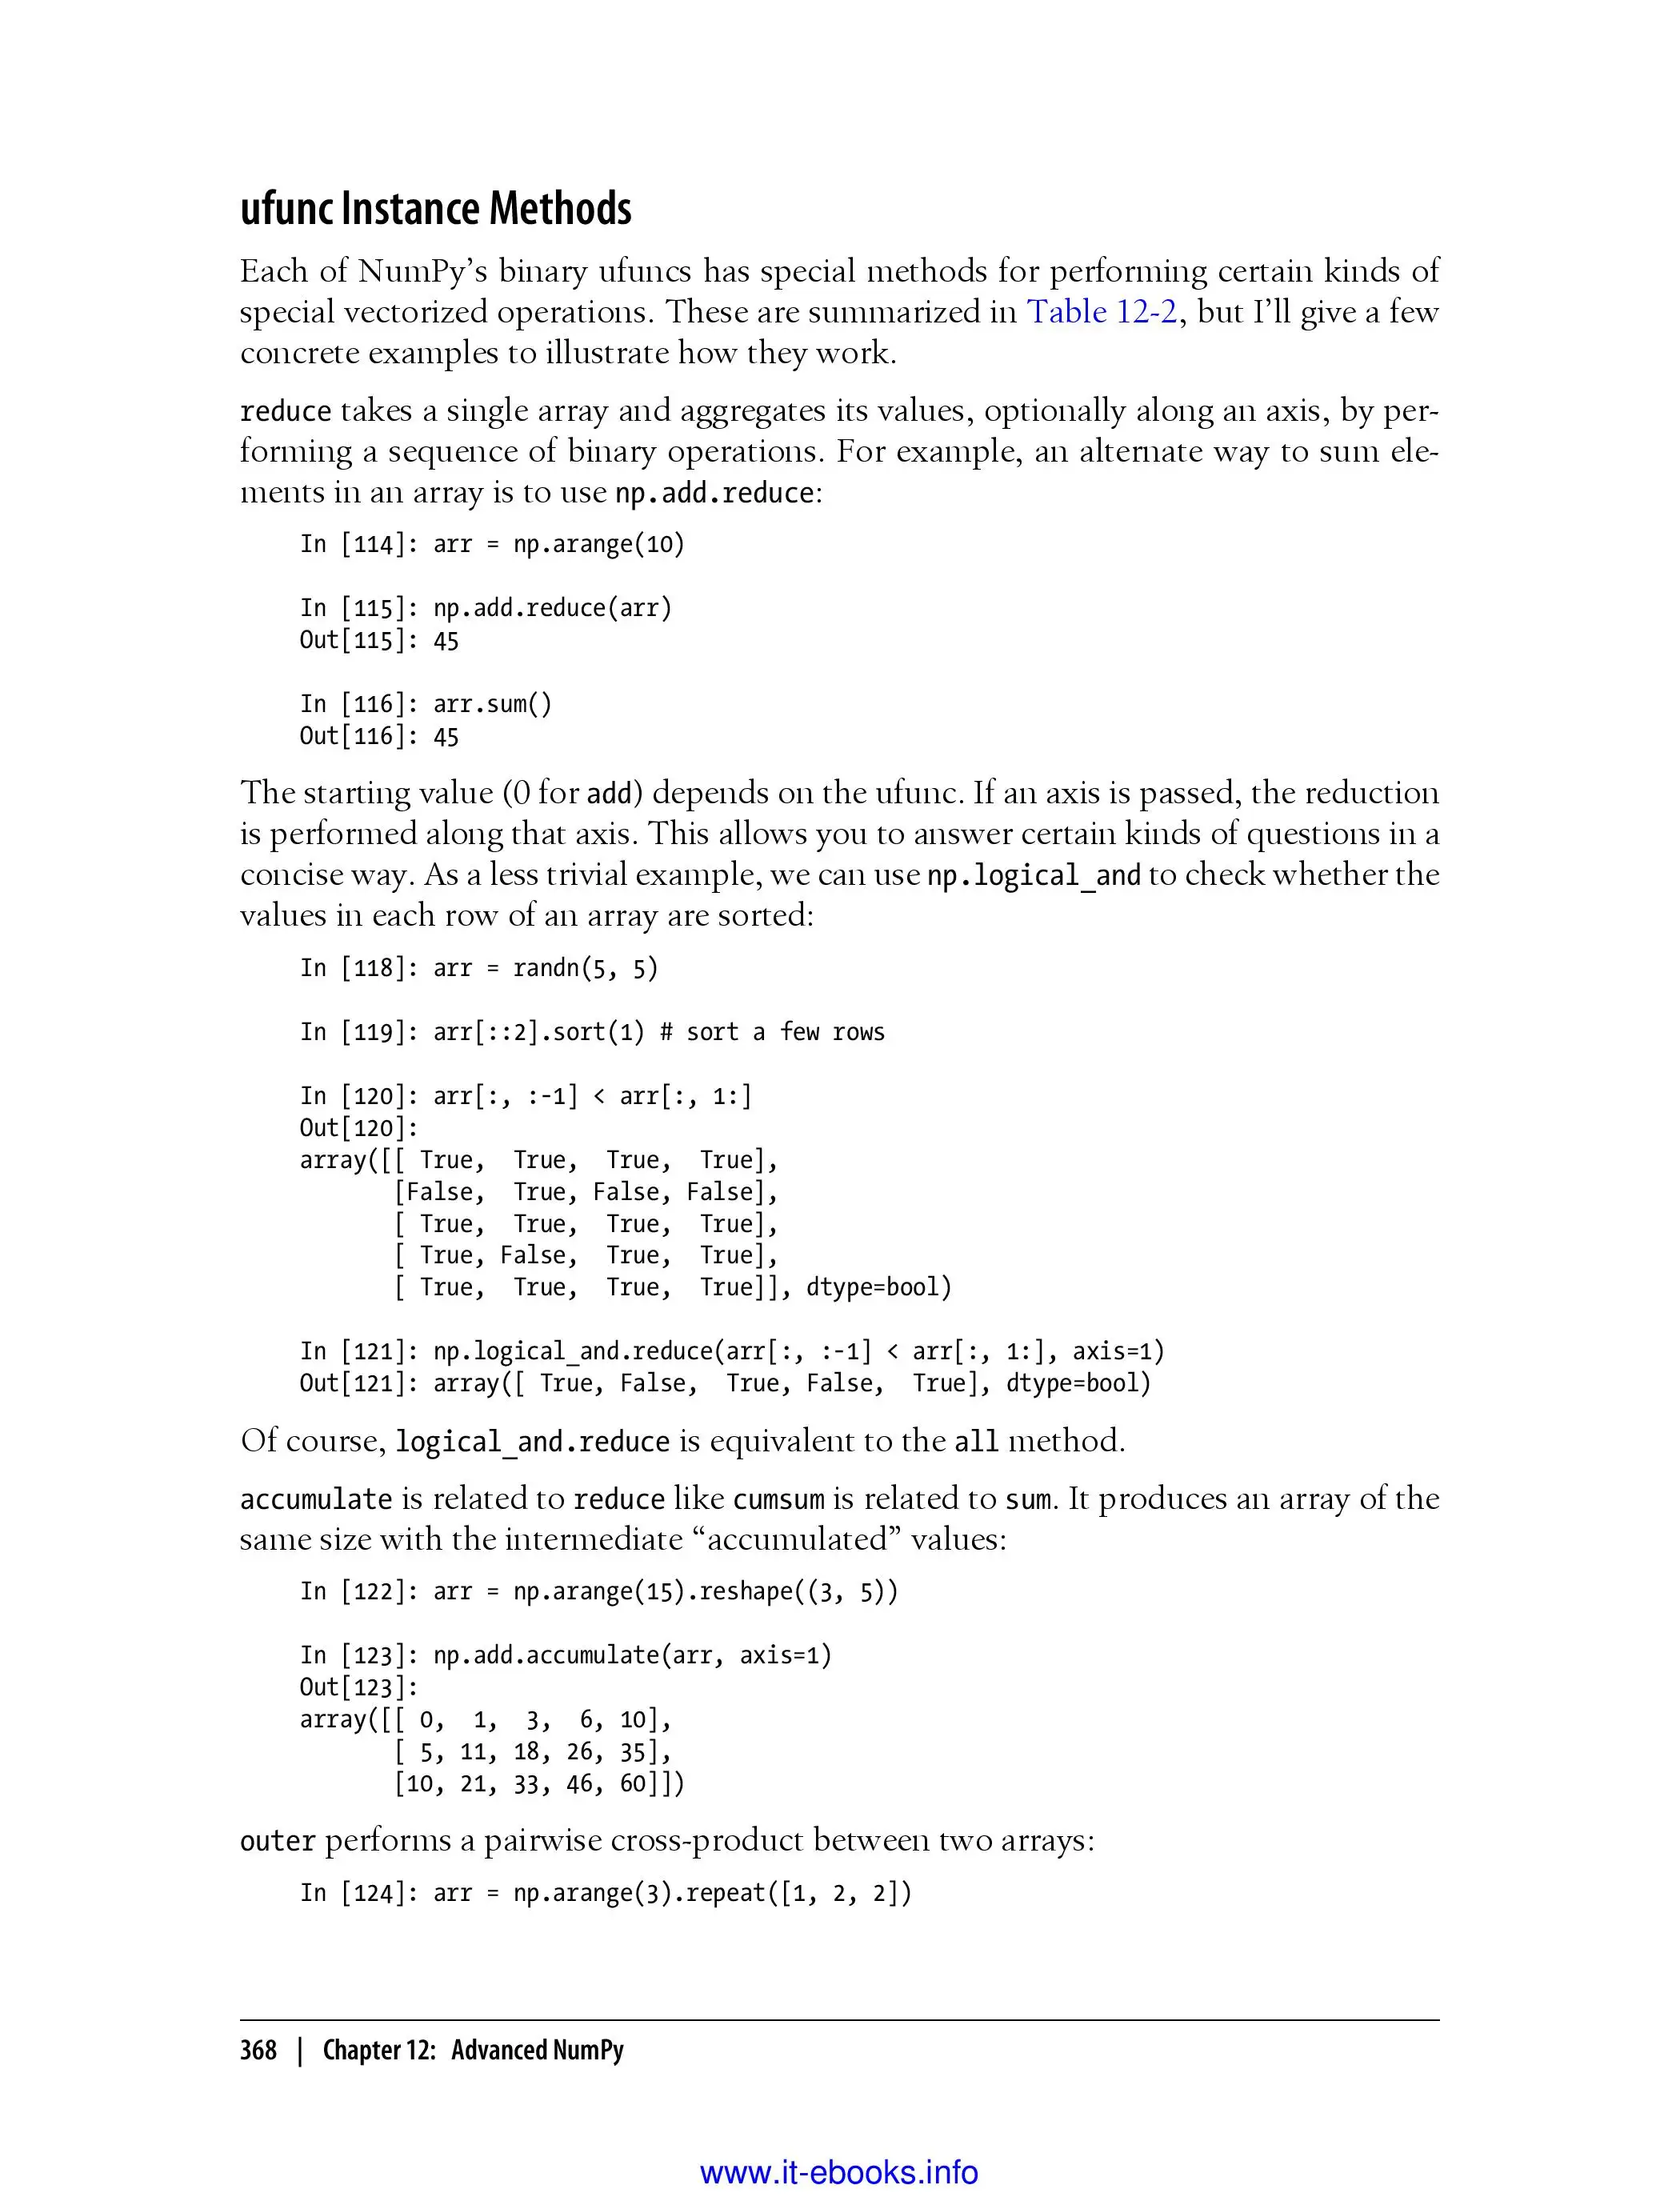 ufunc Instance Methods
Each of NumPy’s binary ufuncs has special methods for performing certain kinds of
special vectorized operations. These are summarized in Table 12-2, but I’ll give a few
concrete examples to illustrate how they work.
reduce takes a single array and aggregates its values, optionally along an axis, by per-
forming a sequence of binary operations. For example, an alternate way to sum ele-
ments in an array is to use np.add.reduce:
In [114]: arr = np.arange(10)
In [115]: np.add.reduce(arr)
Out[115]: 45
In [116]: arr.sum()
Out[116]: 45
The starting value (0 for add) depends on the ufunc. If an axis is passed, the reduction
is performed along that axis. This allows you to answer certain kinds of questions in a
concise way. As a less trivial example, we can use np.logical_and to check whether the
values in each row of an array are sorted:
In [118]: arr = randn(5, 5)
In [119]: arr[::2].sort(1) # sort a few rows
In [120]: arr[:, :-1] < arr[:, 1:]
Out[120]:
array([[ True,  True,  True,  True],
       [False,  True, False, False],
       [ True,  True,  True,  True],
       [ True, False,  True,  True],
       [ True,  True,  True,  True]], dtype=bool)
In [121]: np.logical_and.reduce(arr[:, :-1] < arr[:, 1:], axis=1)
Out[121]: array([ True, False,  True, False,  True], dtype=bool)
Of course, logical_and.reduce is equivalent to the all method.
accumulate is related to reduce like cumsum is related to sum. It produces an array of the
same size with the intermediate “accumulated” values:
In [122]: arr = np.arange(15).reshape((3, 5))
In [123]: np.add.accumulate(arr, axis=1)
Out[123]:
array([[ 0,  1,  3,  6, 10],
       [ 5, 11, 18, 26, 35],
       [10, 21, 33, 46, 60]])
outer performs a pairwise cross-product between two arrays:
In [124]: arr = np.arange(3).repeat([1, 2, 2])
368 | Chapter 12: Advanced NumPy
www.it-ebooks.info